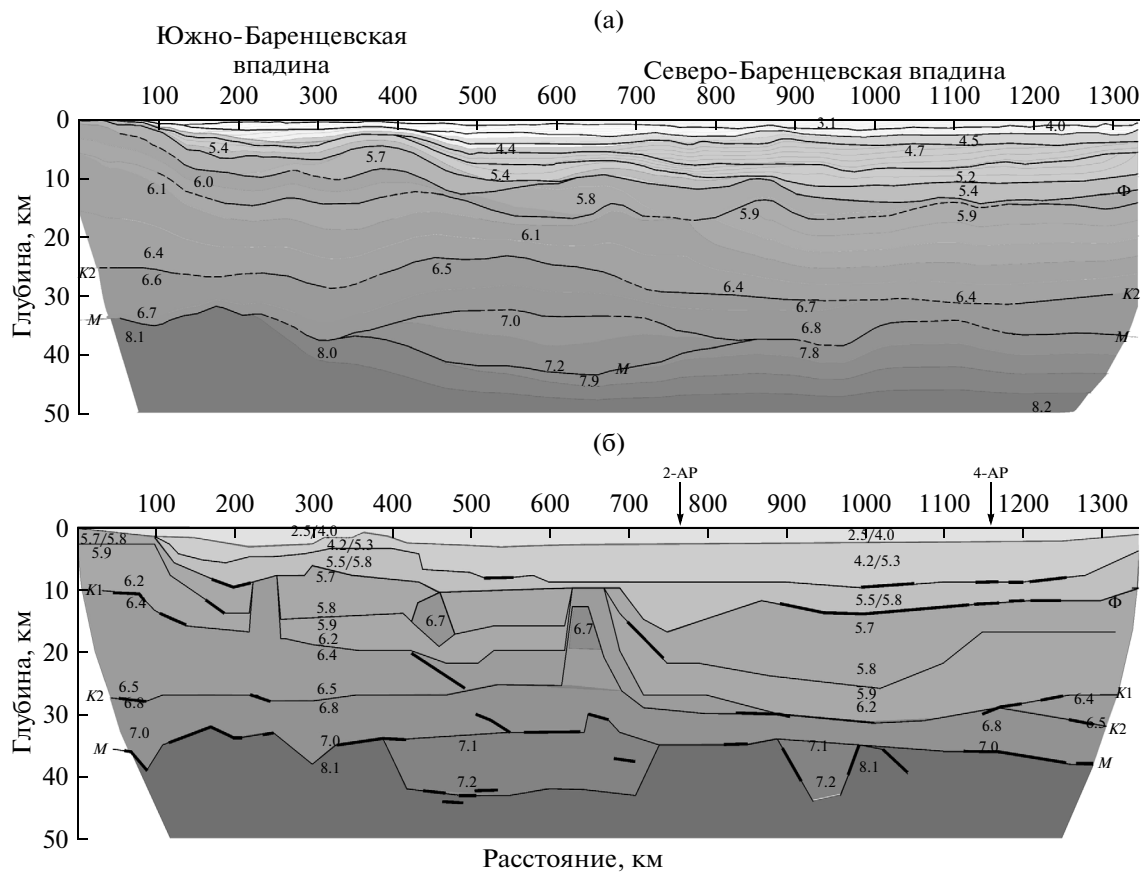 (а)
Южно-Баренцевская
впадина
Северо-Баренцевская впадина
100 200 300 400 500 600 700 800 900 1000 1100 1200 1300
0
3.1 4.0
4.5
5.4 4.4 4.7
5.7
5.4 5.2
10
6.1 6.0 5.8 5.4 Ф
5.9 5.9
6.1
20
6.4
K2 6.5
6.6 6.4 6.4 K2
30
6.7 6.7
M 7.0 6.8
8.1 M
8.0 7.8
40
7.2 M
7.9
8.2
50
Глубина, км
(б)
2-АР 4-АР
100 200 300 400 500 600 700 800 900 1000 1100 1200 1300
0
2.5/4.0 2.5/4.0
5.7/5.8
5.9 4.2/5.3 4.2/5.3
5.5/5.8
5.7
6.2
10
K1 5.5/5.8 Ф
6.4 5.8 5.7
5.9 6.7 6.7
6.2
20
6.4
5.8
6.5 5.9 K1
K2 6.2 6.4
6.8 6.8
30
6.8 6.5 K2
7.0 7.0 7.1 7.1 7.0
M M
8.1 8.1
40
7.2 7.2
50
Глубина, км
Расстояние, км